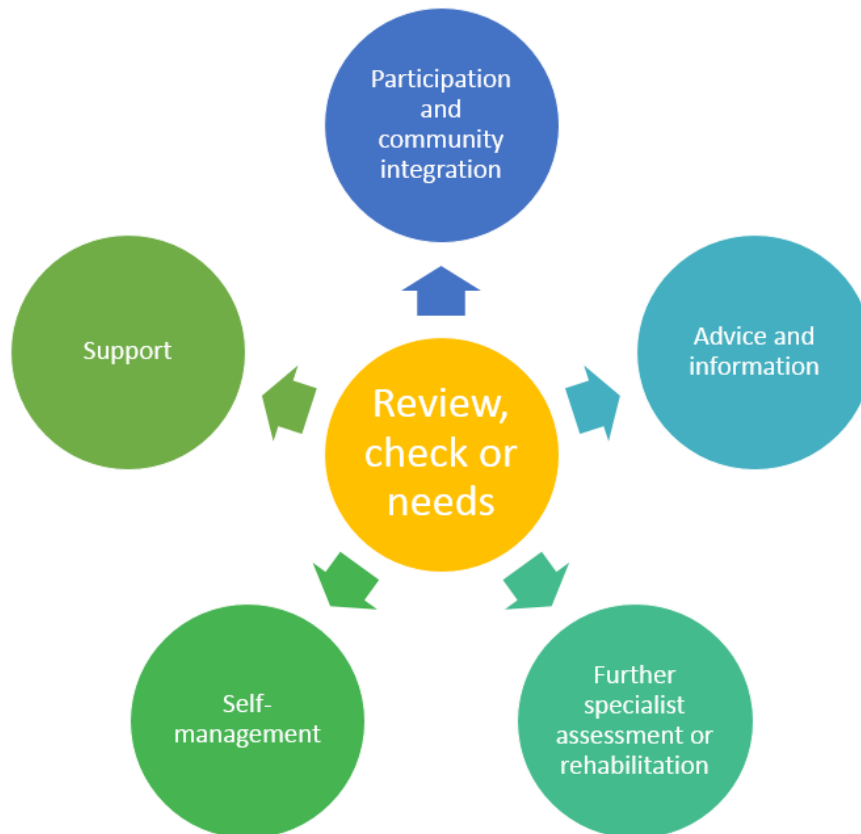 Participation
and
community
integration
Support
Advice and
information
Review,
check or
needs
Self-
management
Further
specialist
assessment or
rehabilitation